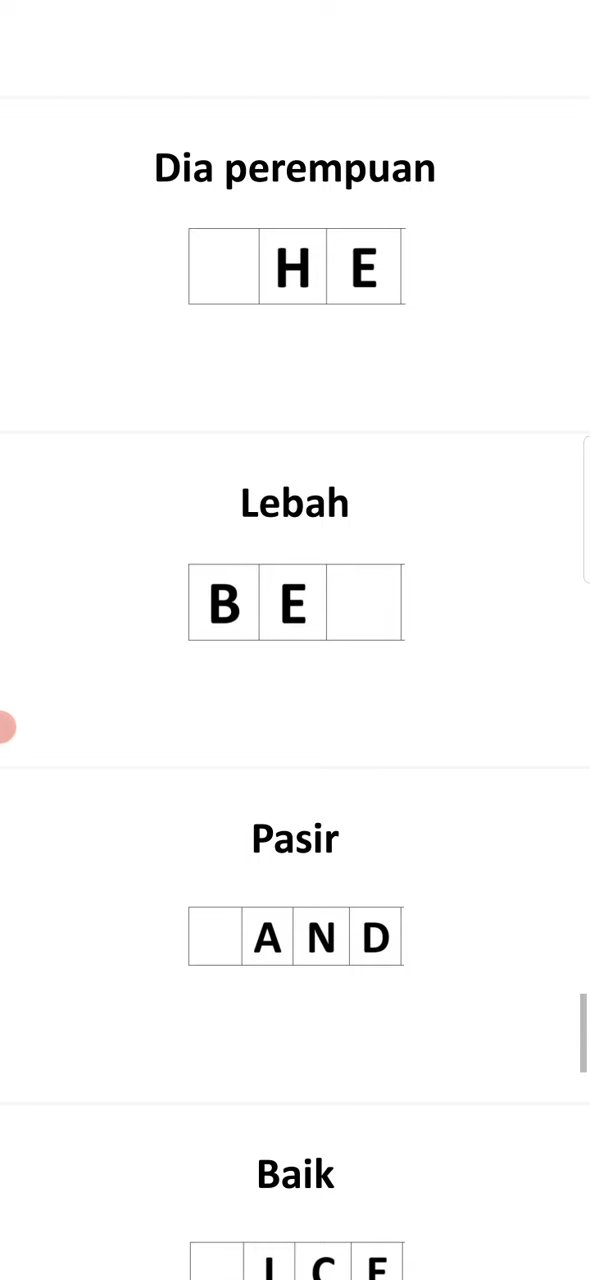 Dia perempuan
H E
Lebah
B E
Pasir
A N D
Baik
I C E